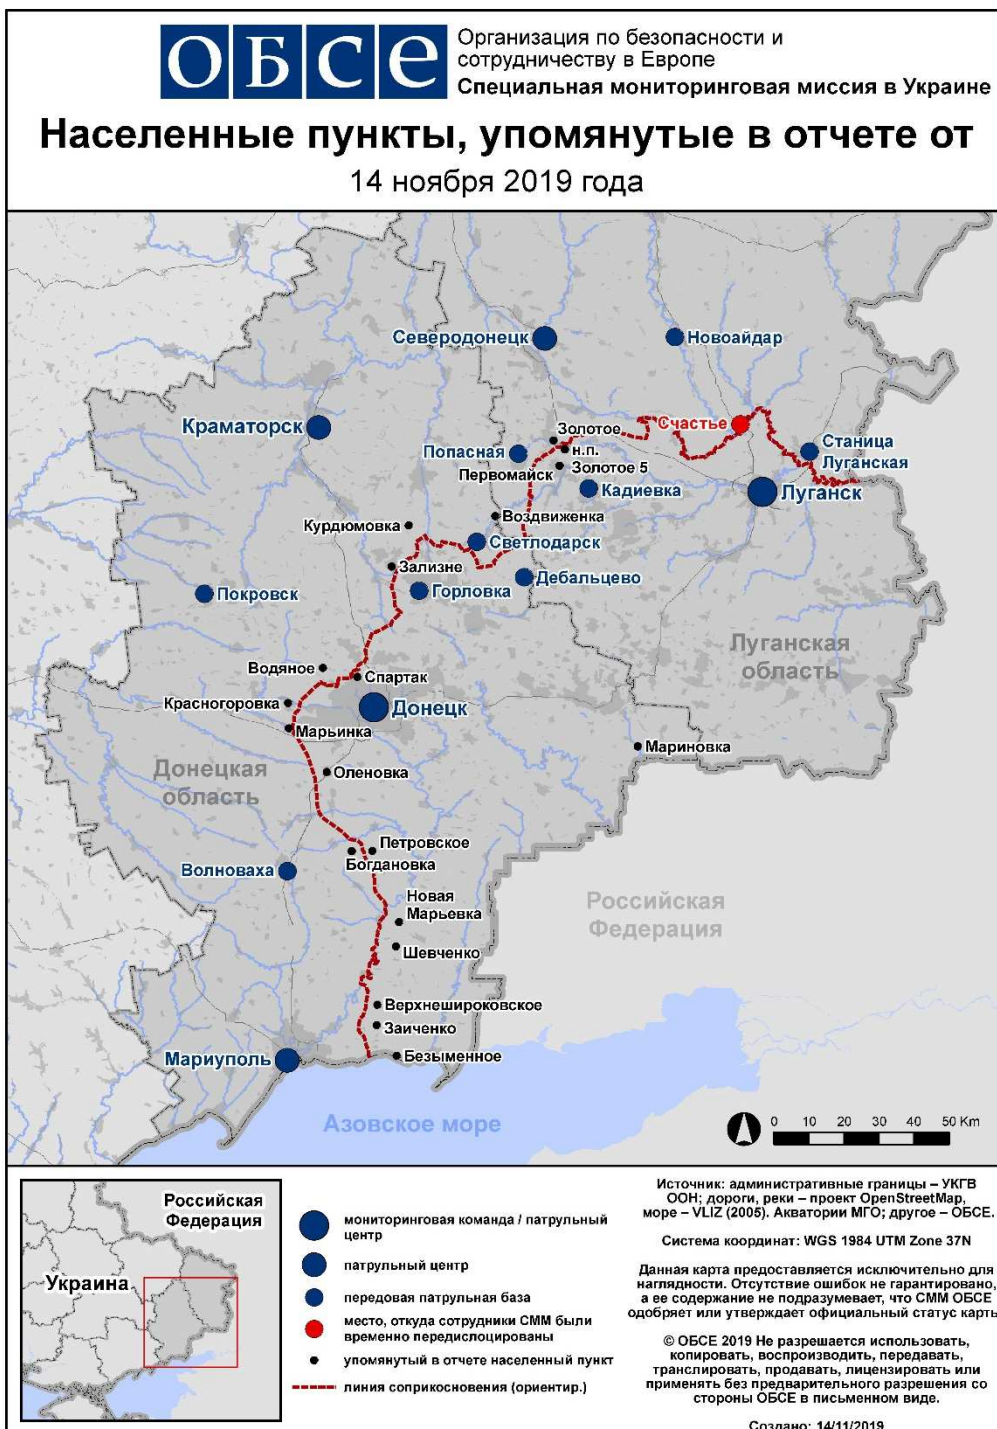 ОБСЕ
Организация по безопасности и
сотрудничеству в Европе
Специальная мониторинговая миссия в Украине
Населенные пункты, упомянутые в отчете от
14 ноября 2019 года
Северодонецк
Новоайдар
Краматорск
Счастье
Золотое
Попасная
н.п.
Станица
Луганская
Первомайск
Золотое 5
Кадиевка
Луганск
Воздвиженка
Курдюмовка
Светлодарск
Зализне
Дебальцево
Покровск
Горловка
Луганская
область
Водяное
Спартак
Красногоровка
Донецк
Марьинка
Мариновка
Донецкая
область
Оленовка
Петровское
Богдановка
Волноваха
Новая
Марьевка
Российская
Федерация
Шевченко
Верхнешироковское
Заиченко
Мариуполь
Безыменное
Азовское море
0 10 20 30 40 50 Km
Российская
Федерация
Украина
мониторинговая команда / патрульный
центр
патрульный центр
передовая патрульная база
место, откуда сотрудники СММ были
временно передислоцированы
упомянутый в отчете населенный пункт
линия соприкосновения (ориентир.)
Источник: административные границы – УКГВ
ООН; дороги, реки – проект OpenStreetMap,
море – VLIZ (2005). Акватории МГО; другое – ОБСЕ.
Система координат: WGS 1984 UTM Zone 37N
Данная карта предоставляется исключительно для
наглядности. Отсутствие ошибок не гарантировано,
а ее содержание не подразумевает, что СММ ОБСЕ
одобряет или утверждает официальный статус карты
© ОБСЕ 2019 Не разрешается использовать,
копировать, воспроизводить, передавать,
транслировать, продавать, лицензировать или
применять без предварительного разрешения со
стороны ОБСЕ в письменном виде.
Создано: 14/11/2019